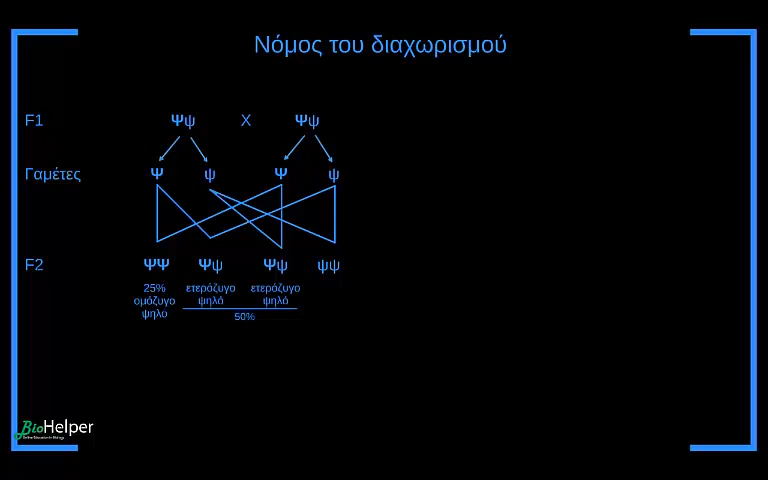 Νόμος του διαχωρισμού
F1 Ψψ X Ψψ
Γαμέτες Ψ ψ Ψ ψ
F2 ΨΨ Ψψ Ψψ ψψ
25% ετερόζυγο ετερόζυγο
ομόζυγο ψηλό ψηλό
ψηλο 50%
BioHelper